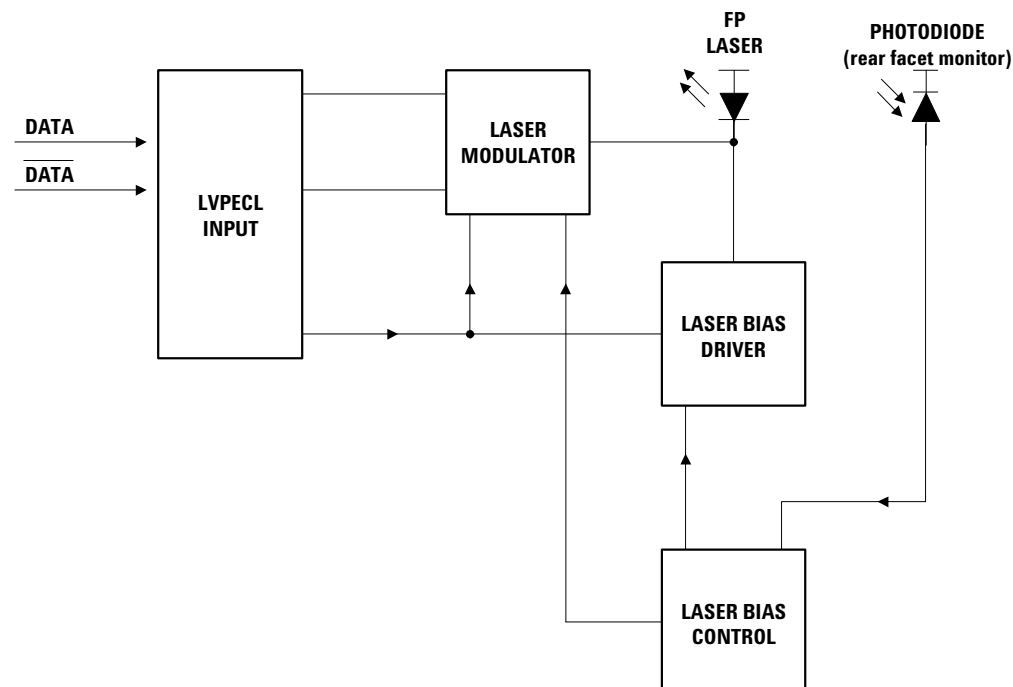 FP
LASER
PHOTODIODE
(rear facet monitor)
DATA
DATA
LVPECL
INPUT
LASER
MODULATOR
LASER BIAS
DRIVER
LASER BIAS
CONTROL